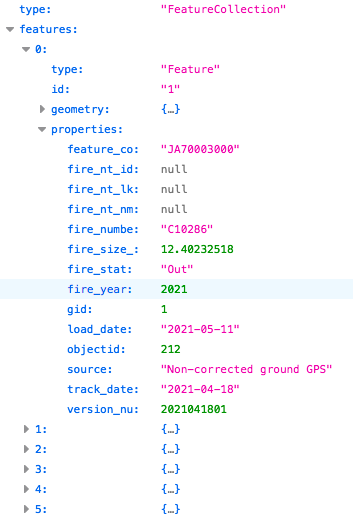 type: "FeatureCollection"
features:
0:
type: "Feature"
id: "1"
geometry: {…}
properties:
feature_co: "JA70003000"
fire_nt_id: null
fire_nt_lk: null
fire_nt_nm: null
fire_numbe: "C10286"
fire_size_: 12.40232518
fire_stat: "Out"
fire_year: 2021
gid: 1
load_date: "2021-05-11"
objectid: 212
source: "Non-corrected ground GPS"
track_date: "2021-04-18"
version_nu: 2021041801
1: {…}
2: {…}
3: {…}
4: {…}
5: {…}